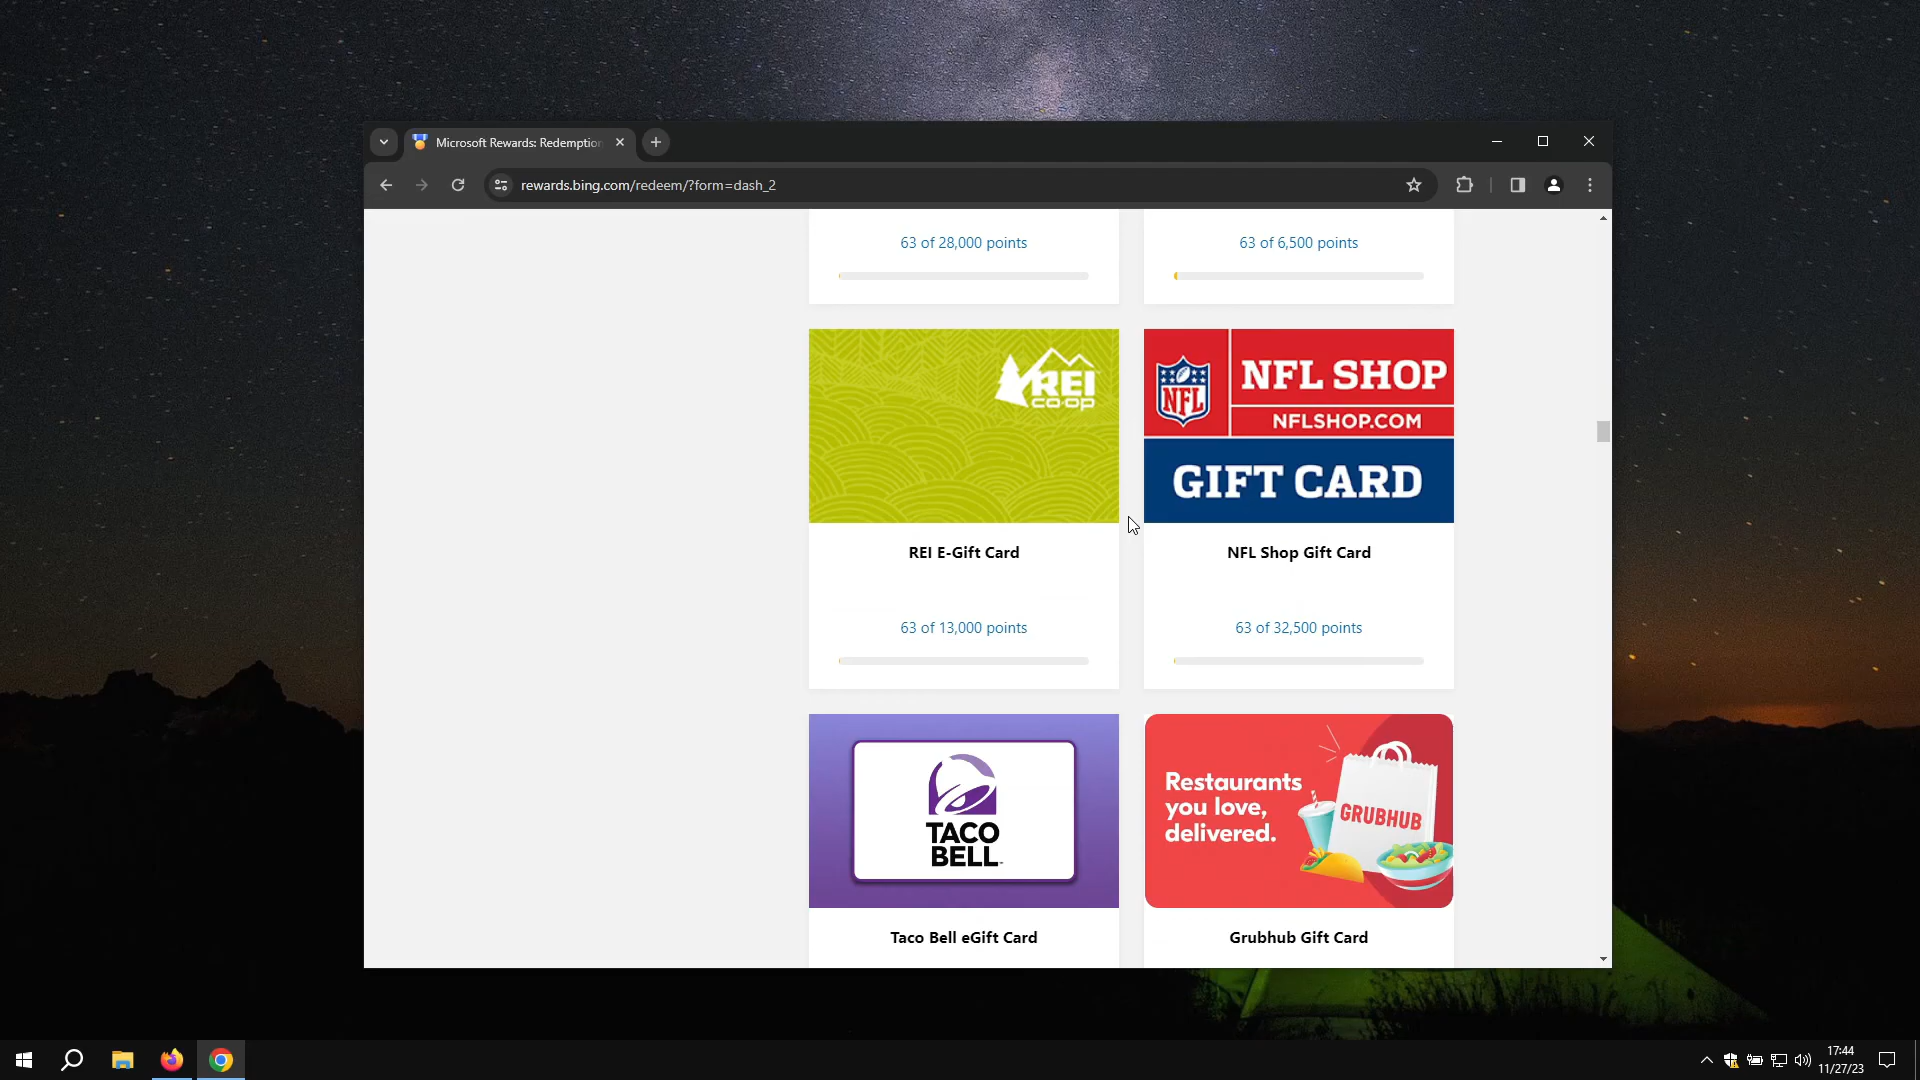 Microsoft Rewards: Redemption
rewards.bing.com/redeem/?form=dash_2
63 of 28,000 points
63 of 6,500 points
REI
co·op
NFL
NFL SHOP
NFLSHOP.COM
GIFT CARD
REI E-Gift Card
NFL Shop Gift Card
63 of 13,000 points
63 of 32,500 points
TACO
BELL
Restaurants
you love,
delivered.
GRUBHUB
Taco Bell eGift Card
Grubhub Gift Card
17:44
11/27/23